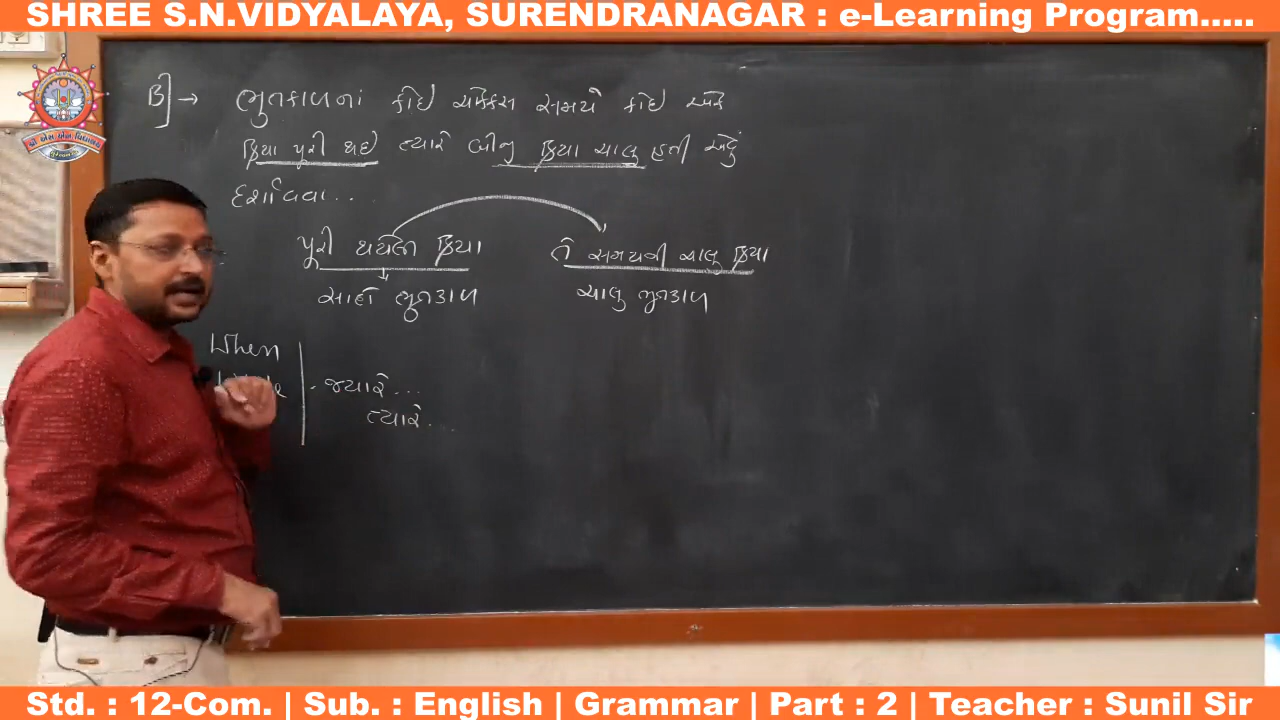 SHREE S.N.VIDYALAYA, SURENDRANAGAR : e-Learning Program.....
B] → ભુતકાળનાં કોઇ ચોક્કસ સમયે કોઇ એક
ક્રિયા પૂરી થઇ ત્યારે બીજુ ક્રિયા ચાલુ હતી એવું
દર્શાવવા...
પૂરી થયેલી ક્રિયા તે સમયની ચાલુ ક્રિયા
સાદો ભુતકાળ ચાલુ ભુતકાળ
When
- જ્યારે...
ત્યારે...
Std. : 12-Com. | Sub. : English | Grammar | Part : 2 | Teacher : Sunil Sir